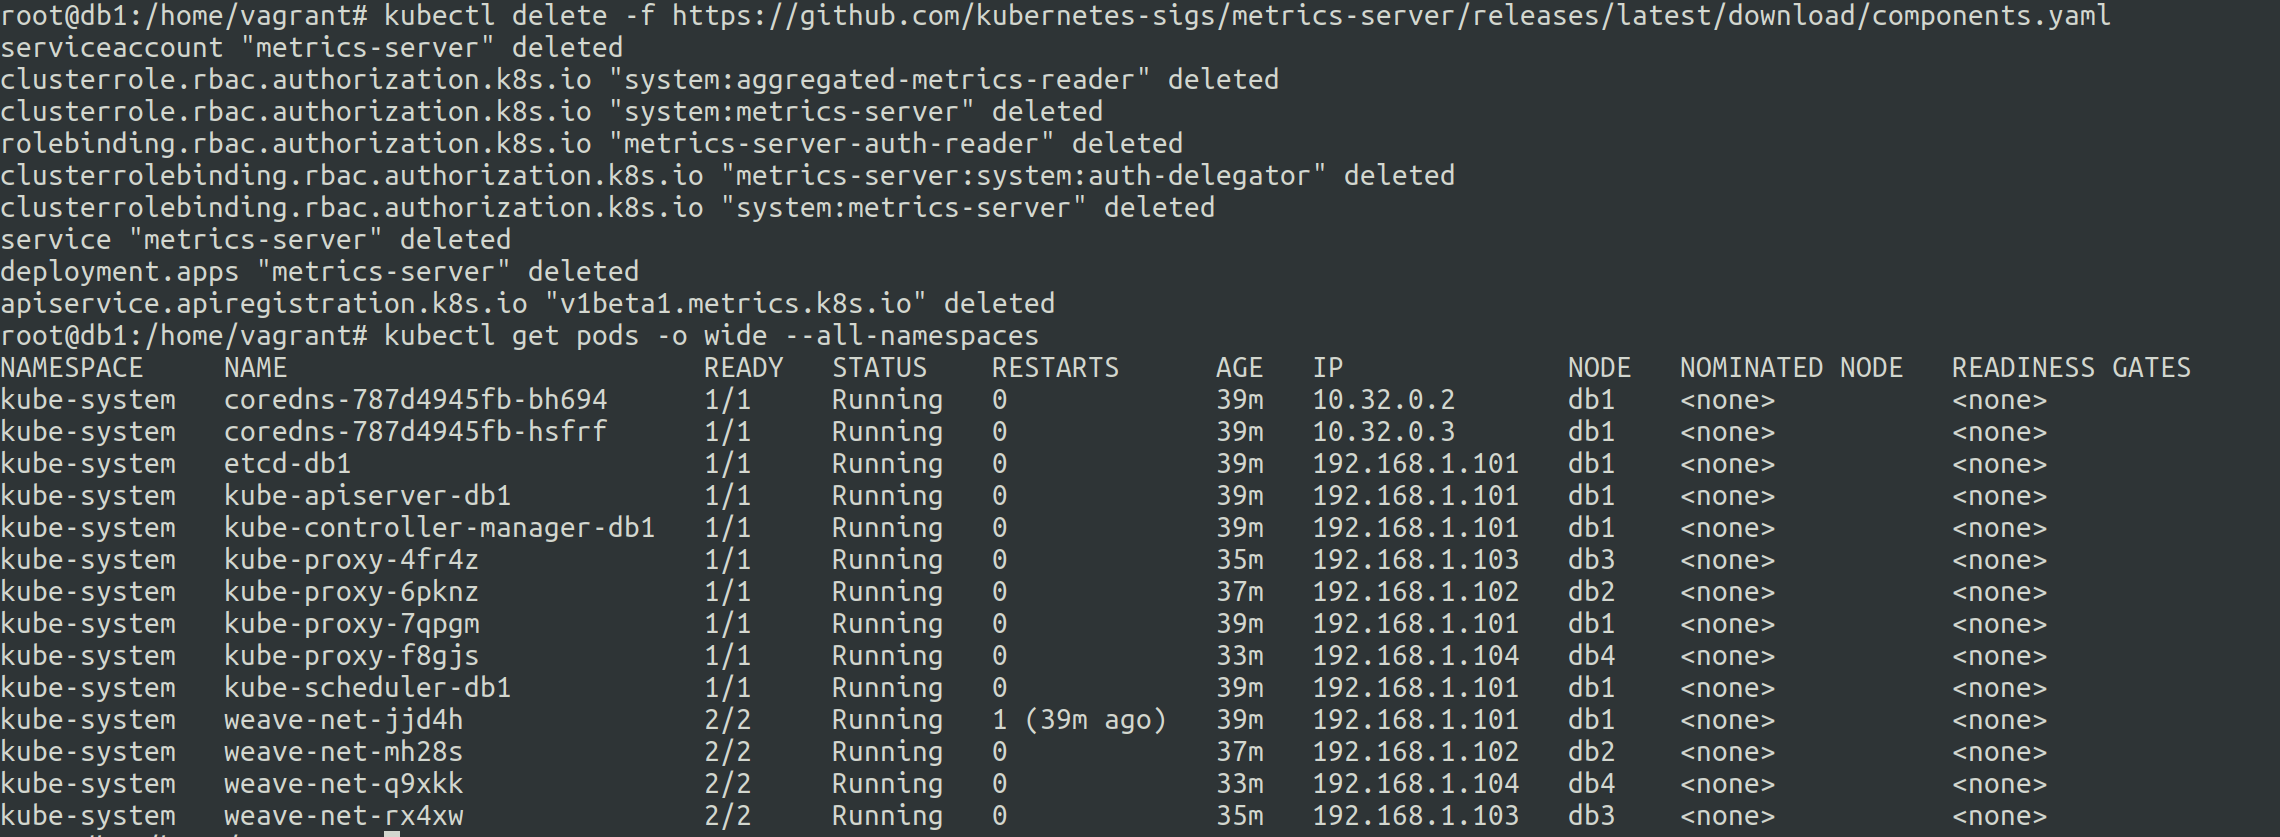 root@db1:/home/vagrant# kubectl delete -f https://github.com/kubernetes-sigs/metrics-server/releases/latest/download/components.yaml
serviceaccount "metrics-server" deleted
clusterrole.rbac.authorization.k8s.io "system:aggregated-metrics-reader" deleted
clusterrole.rbac.authorization.k8s.io "system:metrics-server" deleted
rolebinding.rbac.authorization.k8s.io "metrics-server-auth-reader" deleted
clusterrolebinding.rbac.authorization.k8s.io "metrics-server:system:auth-delegator" deleted
clusterrolebinding.rbac.authorization.k8s.io "system:metrics-server" deleted
service "metrics-server" deleted
deployment.apps "metrics-server" deleted
apiservice.apiregistration.k8s.io "v1beta1.metrics.k8s.io" deleted
root@db1:/home/vagrant# kubectl get pods -o wide --all-namespaces
NAMESPACE     NAME                          READY   STATUS    RESTARTS      AGE   IP              NODE   NOMINATED NODE   READINESS GATES
kube-system   coredns-787d4945fb-bh694      1/1     Running   0             39m   10.32.0.2       db1    <none>           <none>
kube-system   coredns-787d4945fb-hsfrf      1/1     Running   0             39m   10.32.0.3       db1    <none>           <none>
kube-system   etcd-db1                      1/1     Running   0             39m   192.168.1.101   db1    <none>           <none>
kube-system   kube-apiserver-db1            1/1     Running   0             39m   192.168.1.101   db1    <none>           <none>
kube-system   kube-controller-manager-db1   1/1     Running   0             39m   192.168.1.101   db1    <none>           <none>
kube-system   kube-proxy-4fr4z              1/1     Running   0             35m   192.168.1.103   db3    <none>           <none>
kube-system   kube-proxy-6pknz              1/1     Running   0             37m   192.168.1.102   db2    <none>           <none>
kube-system   kube-proxy-7qpgm              1/1     Running   0             39m   192.168.1.101   db1    <none>           <none>
kube-system   kube-proxy-f8gjs              1/1     Running   0             33m   192.168.1.104   db4    <none>           <none>
kube-system   kube-scheduler-db1            1/1     Running   0             39m   192.168.1.101   db1    <none>           <none>
kube-system   weave-net-jjd4h               2/2     Running   1 (39m ago)   39m   192.168.1.101   db1    <none>           <none>
kube-system   weave-net-mh28s               2/2     Running   0             37m   192.168.1.102   db2    <none>           <none>
kube-system   weave-net-q9xkk               2/2     Running   0             33m   192.168.1.104   db4    <none>           <none>
kube-system   weave-net-rx4xw               2/2     Running   0             35m   192.168.1.103   db3    <none>           <none>